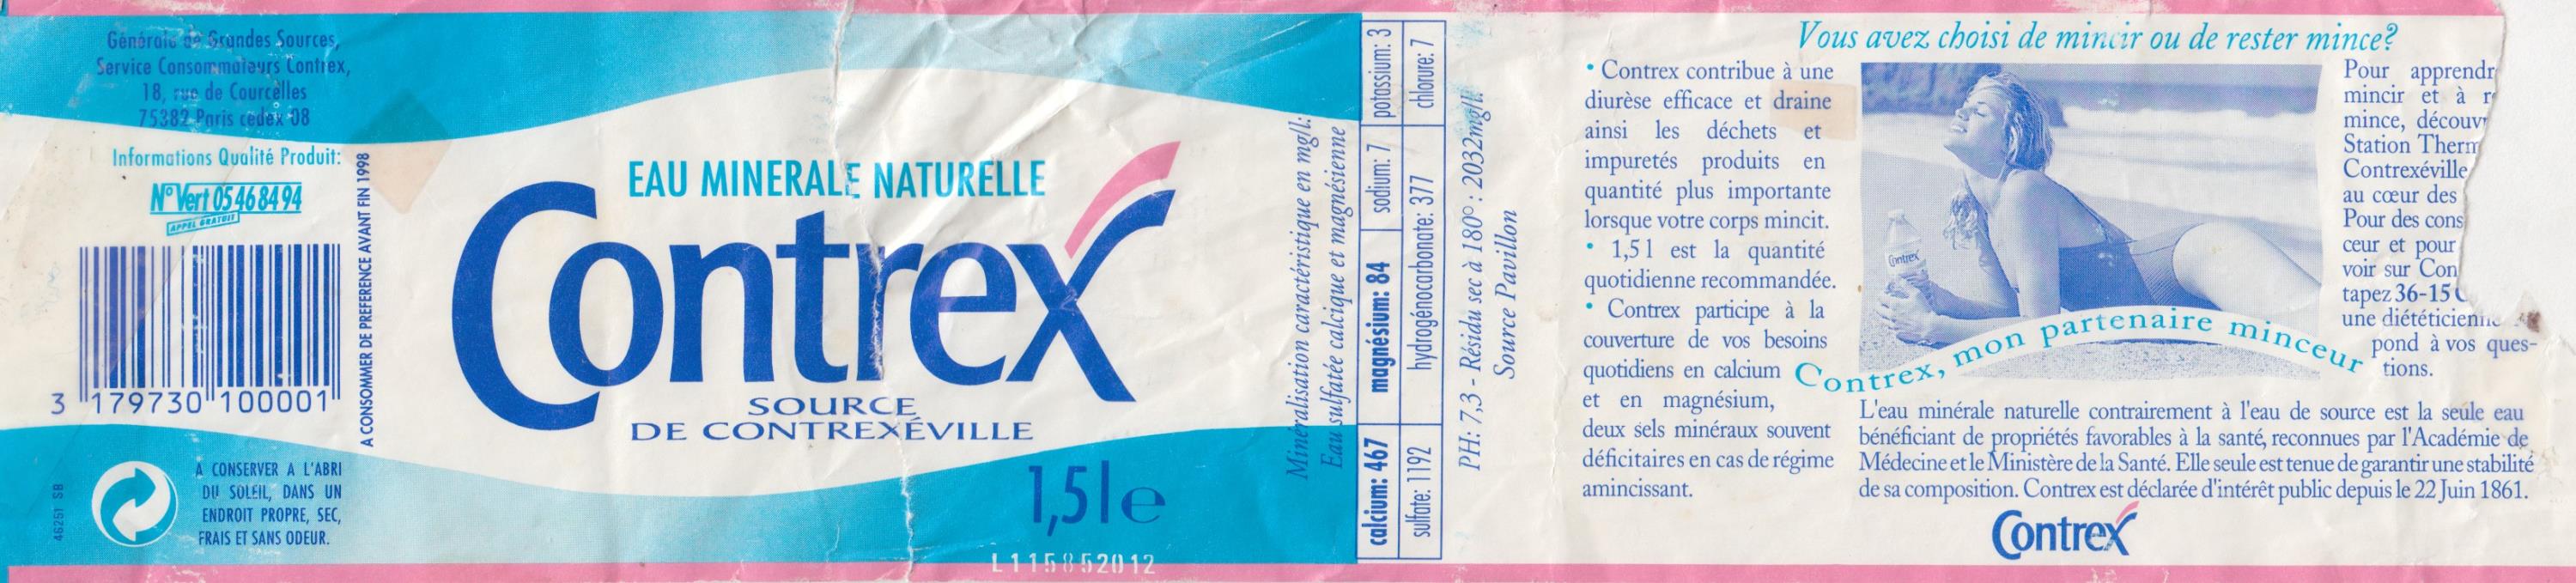 Générale de Grandes Sources,
Service Consommateurs Contrex,
18, rue de Courcelles
75382 Paris cedex 08
Informations Qualité Produit:
N° Vert 05 46 84 94
APPEL GRATUIT
3 179730 100001
A CONSOMMER DE PREFERENCE AVANT FIN 1998
46251 SB
A CONSERVER A L'ABRI
DU SOLEIL, DANS UN
ENDROIT PROPRE, SEC,
FRAIS ET SANS ODEUR.
EAU MINERALE NATURELLE
Contrex
SOURCE
DE CONTREXÉVILLE
1,5l e
L115852012
Minéralisation caractéristique en mg/l:
Eau sulfatée calcique et magnésienne
calcium: 467 magnésium: 84 sodium: 7 potassium: 3
sulfate: 1192 hydrogénocarbonate: 377 chlorure: 7
PH: 7,3 - Résidu sec à 180°: 2032mg/l.
Source Pavillon
Vous avez choisi de mincir ou de rester mince?
• Contrex contribue à une
diurèse efficace et draine
ainsi les déchets et
impuretés produits en
quantité plus importante
lorsque votre corps mincit.
• 1,5 l est la quantité
quotidienne recommandée.
• Contrex participe à la
couverture de vos besoins
quotidiens en calcium
et en magnésium,
deux sels minéraux souvent
déficitaires en cas de régime
amincissant.
Contrex
Contrex, mon partenaire minceur
Pour apprendr
mincir et à r
mince, découv
Station Therm
Contrexéville
au cœur des
Pour des cons
ceur et pour
voir sur Con
tapez 36-15
une diététicienne
pond à vos ques-
tions.
L'eau minérale naturelle contrairement à l'eau de source est la seule eau
bénéficiant de propriétés favorables à la santé, reconnues par l'Académie de
Médecine et le Ministère de la Santé. Elle seule est tenue de garantir une stabilité
de sa composition. Contrex est déclarée d'intérêt public depuis le 22 Juin 1861.
Contrex